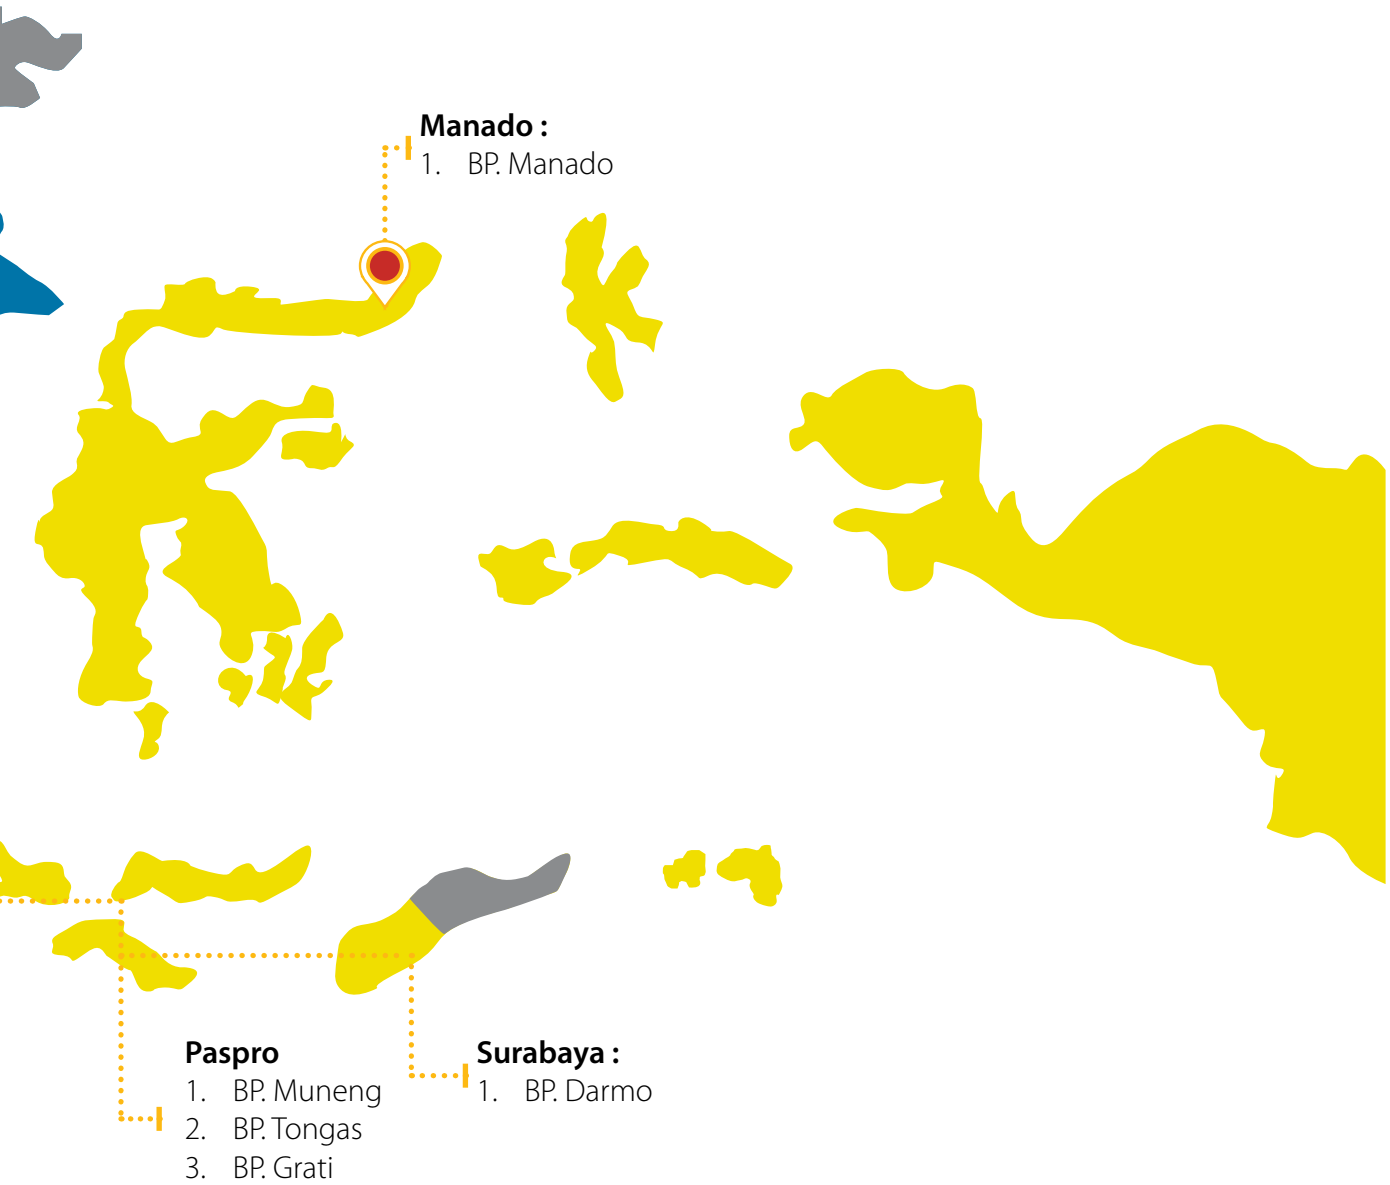 Manado :
1. BP. Manado
Paspro
1. BP. Muneng
2. BP. Tongas
3. BP. Grati
Surabaya :
1. BP. Darmo